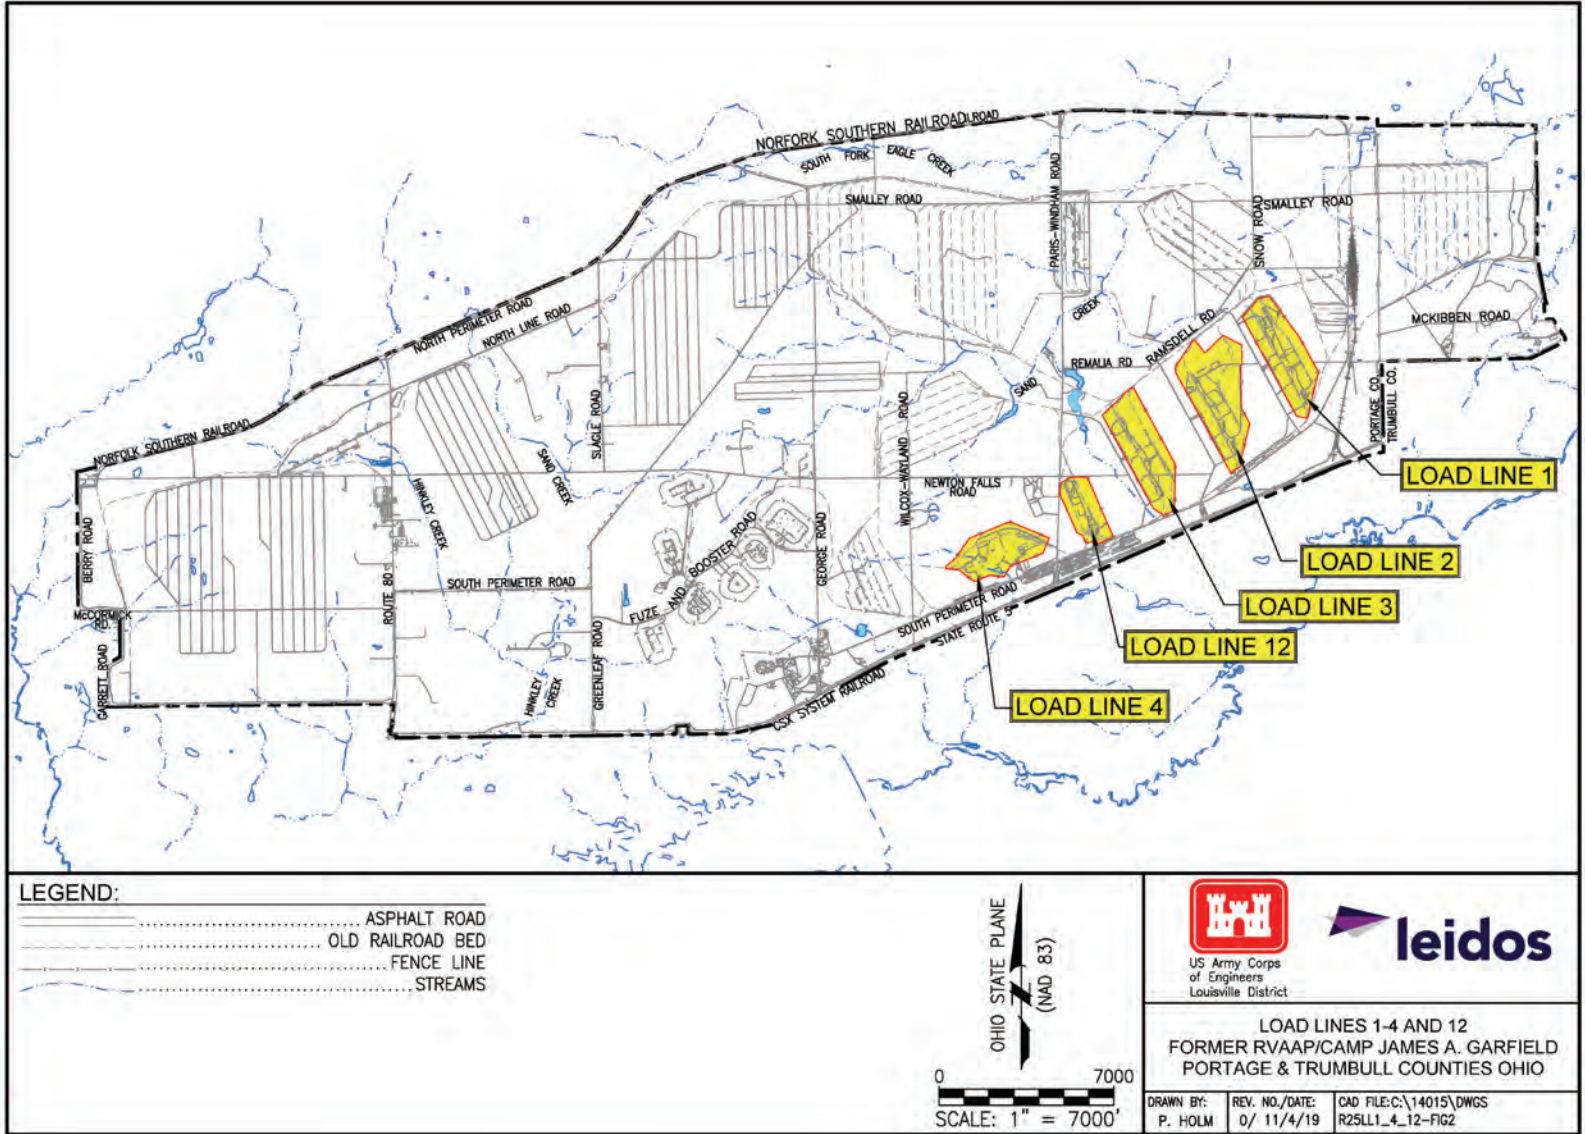 NORFORK SOUTHERN RAILROAD
ROAD
SOUTH FORK EAGLE CREEK
SMALLEY ROAD
PARIS-WINDHAM ROAD
SNOW ROAD
SMALLEY ROAD
NORTH PERIMETER ROAD
NORTH LINE ROAD
CREEK
RAMSDELL RD
REMALIA RD
MCKIBBEN ROAD
SAND
PORTAGE CO.
TRUMBULL CO.
NORFOLK SOUTHERN RAILROAD
SLAGLE ROAD
WILCOX-WAYLAND ROAD
SAND CREEK
HINKLEY CREEK
NEWTON FALLS
ROAD
LOAD LINE 1
BERRY ROAD
FUZE AND BOOSTER ROAD
GEORGE ROAD
LOAD LINE 2
ROUTE 80
SOUTH PERIMETER ROAD
McCORMICK
RD.
LOAD LINE 3
SOUTH PERIMETER ROAD
STATE ROUTE 5
LOAD LINE 12
GARRETT ROAD
GREENLEAF ROAD
HINKLEY
CREEK
CSX SYSTEM RAILROAD
LOAD LINE 4
LEGEND:
ASPHALT ROAD
OLD RAILROAD BED
FENCE LINE
STREAMS
OHIO STATE PLANE
(NAD 83)
0 7000
SCALE: 1" = 7000'
US Army Corps
of Engineers
Louisville District
leidos
LOAD LINES 1-4 AND 12
FORMER RVAAP/CAMP JAMES A. GARFIELD
PORTAGE & TRUMBULL COUNTIES OHIO
DRAWN BY:
P. HOLM
REV. NO./DATE:
0/ 11/4/19
CAD FILE:C:\14015\DWGS
R25LL1_4_12-FIG2